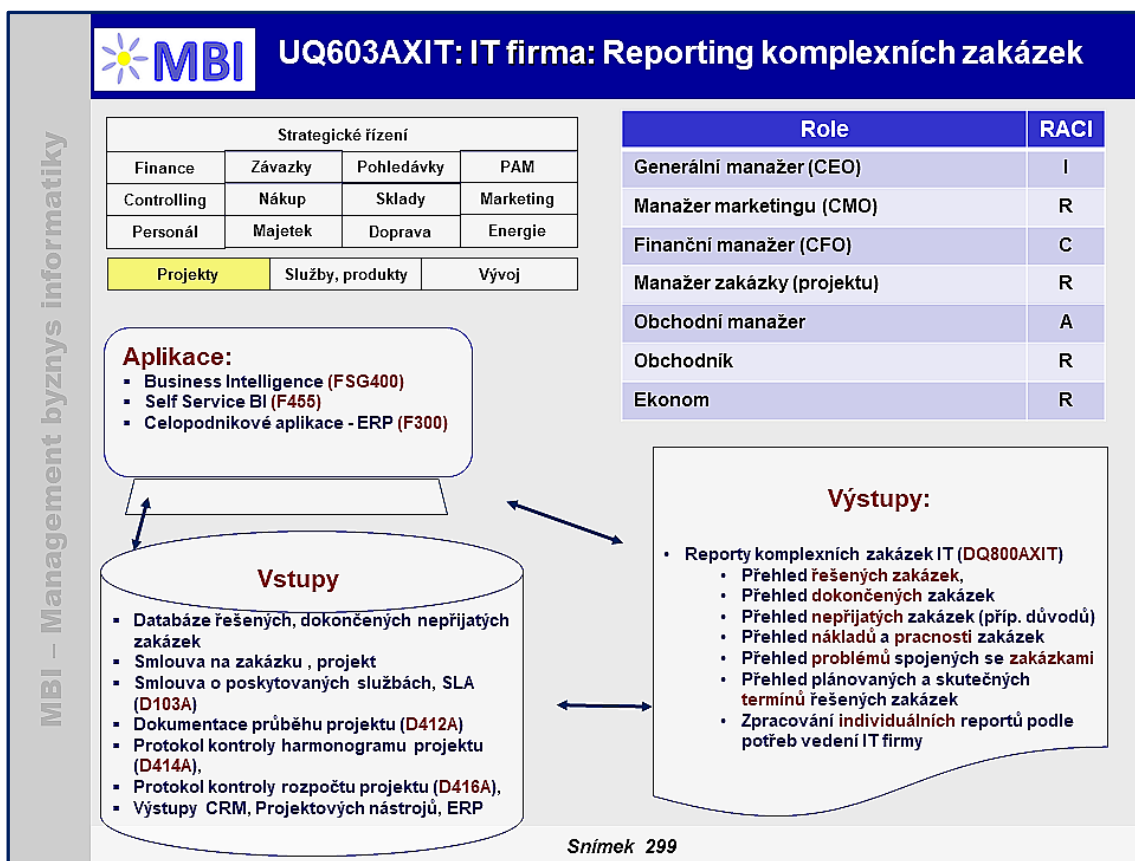 MBI – Management byznys informatiky
MBI
UQ603AXIT: IT firma: Reporting komplexních zakázek
Strategické řízení
Finance Závazky Pohledávky PAM
Controlling Nákup Sklady Marketing
Personál Majetek Doprava Energie
Projekty Služby, produkty Vývoj
Role RACI
Generální manažer (CEO) I
Manažer marketingu (CMO) R
Finanční manažer (CFO) C
Manažer zakázky (projektu) R
Obchodní manažer A
Obchodník R
Ekonom R
Aplikace:
▪ Business Intelligence (FSG400)
▪ Self Service BI (F455)
▪ Celopodnikové aplikace - ERP (F300)
Vstupy
▪ Databáze řešených, dokončených nepřijatých
zakázek
▪ Smlouva na zakázku , projekt
▪ Smlouva o poskytovaných službách, SLA
(D103A)
▪ Dokumentace průběhu projektu (D412A)
▪ Protokol kontroly harmonogramu projektu
(D414A),
▪ Protokol kontroly rozpočtu projektu (D416A),
▪ Výstupy CRM, Projektových nástrojů, ERP
Výstupy:
• Reporty komplexních zakázek IT (DQ800AXIT)
• Přehled řešených zakázek,
• Přehled dokončených zakázek
• Přehled nepřijatých zakázek (příp. důvodů)
• Přehled nákladů a pracnosti zakázek
• Přehled problémů spojených se zakázkami
• Přehled plánovaných a skutečných
termínů řešených zakázek
• Zpracování individuálních reportů podle
potřeb vedení IT firmy
Snímek 299